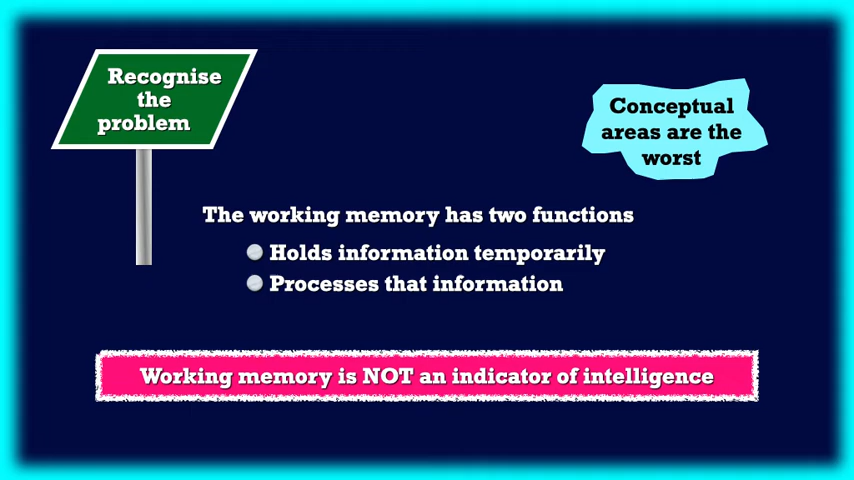 Recognise
the
problem
Conceptual
areas are the
worst
The working memory has two functions
Holds information temporarily
Processes that information
Working memory is NOT an indicator of intelligence